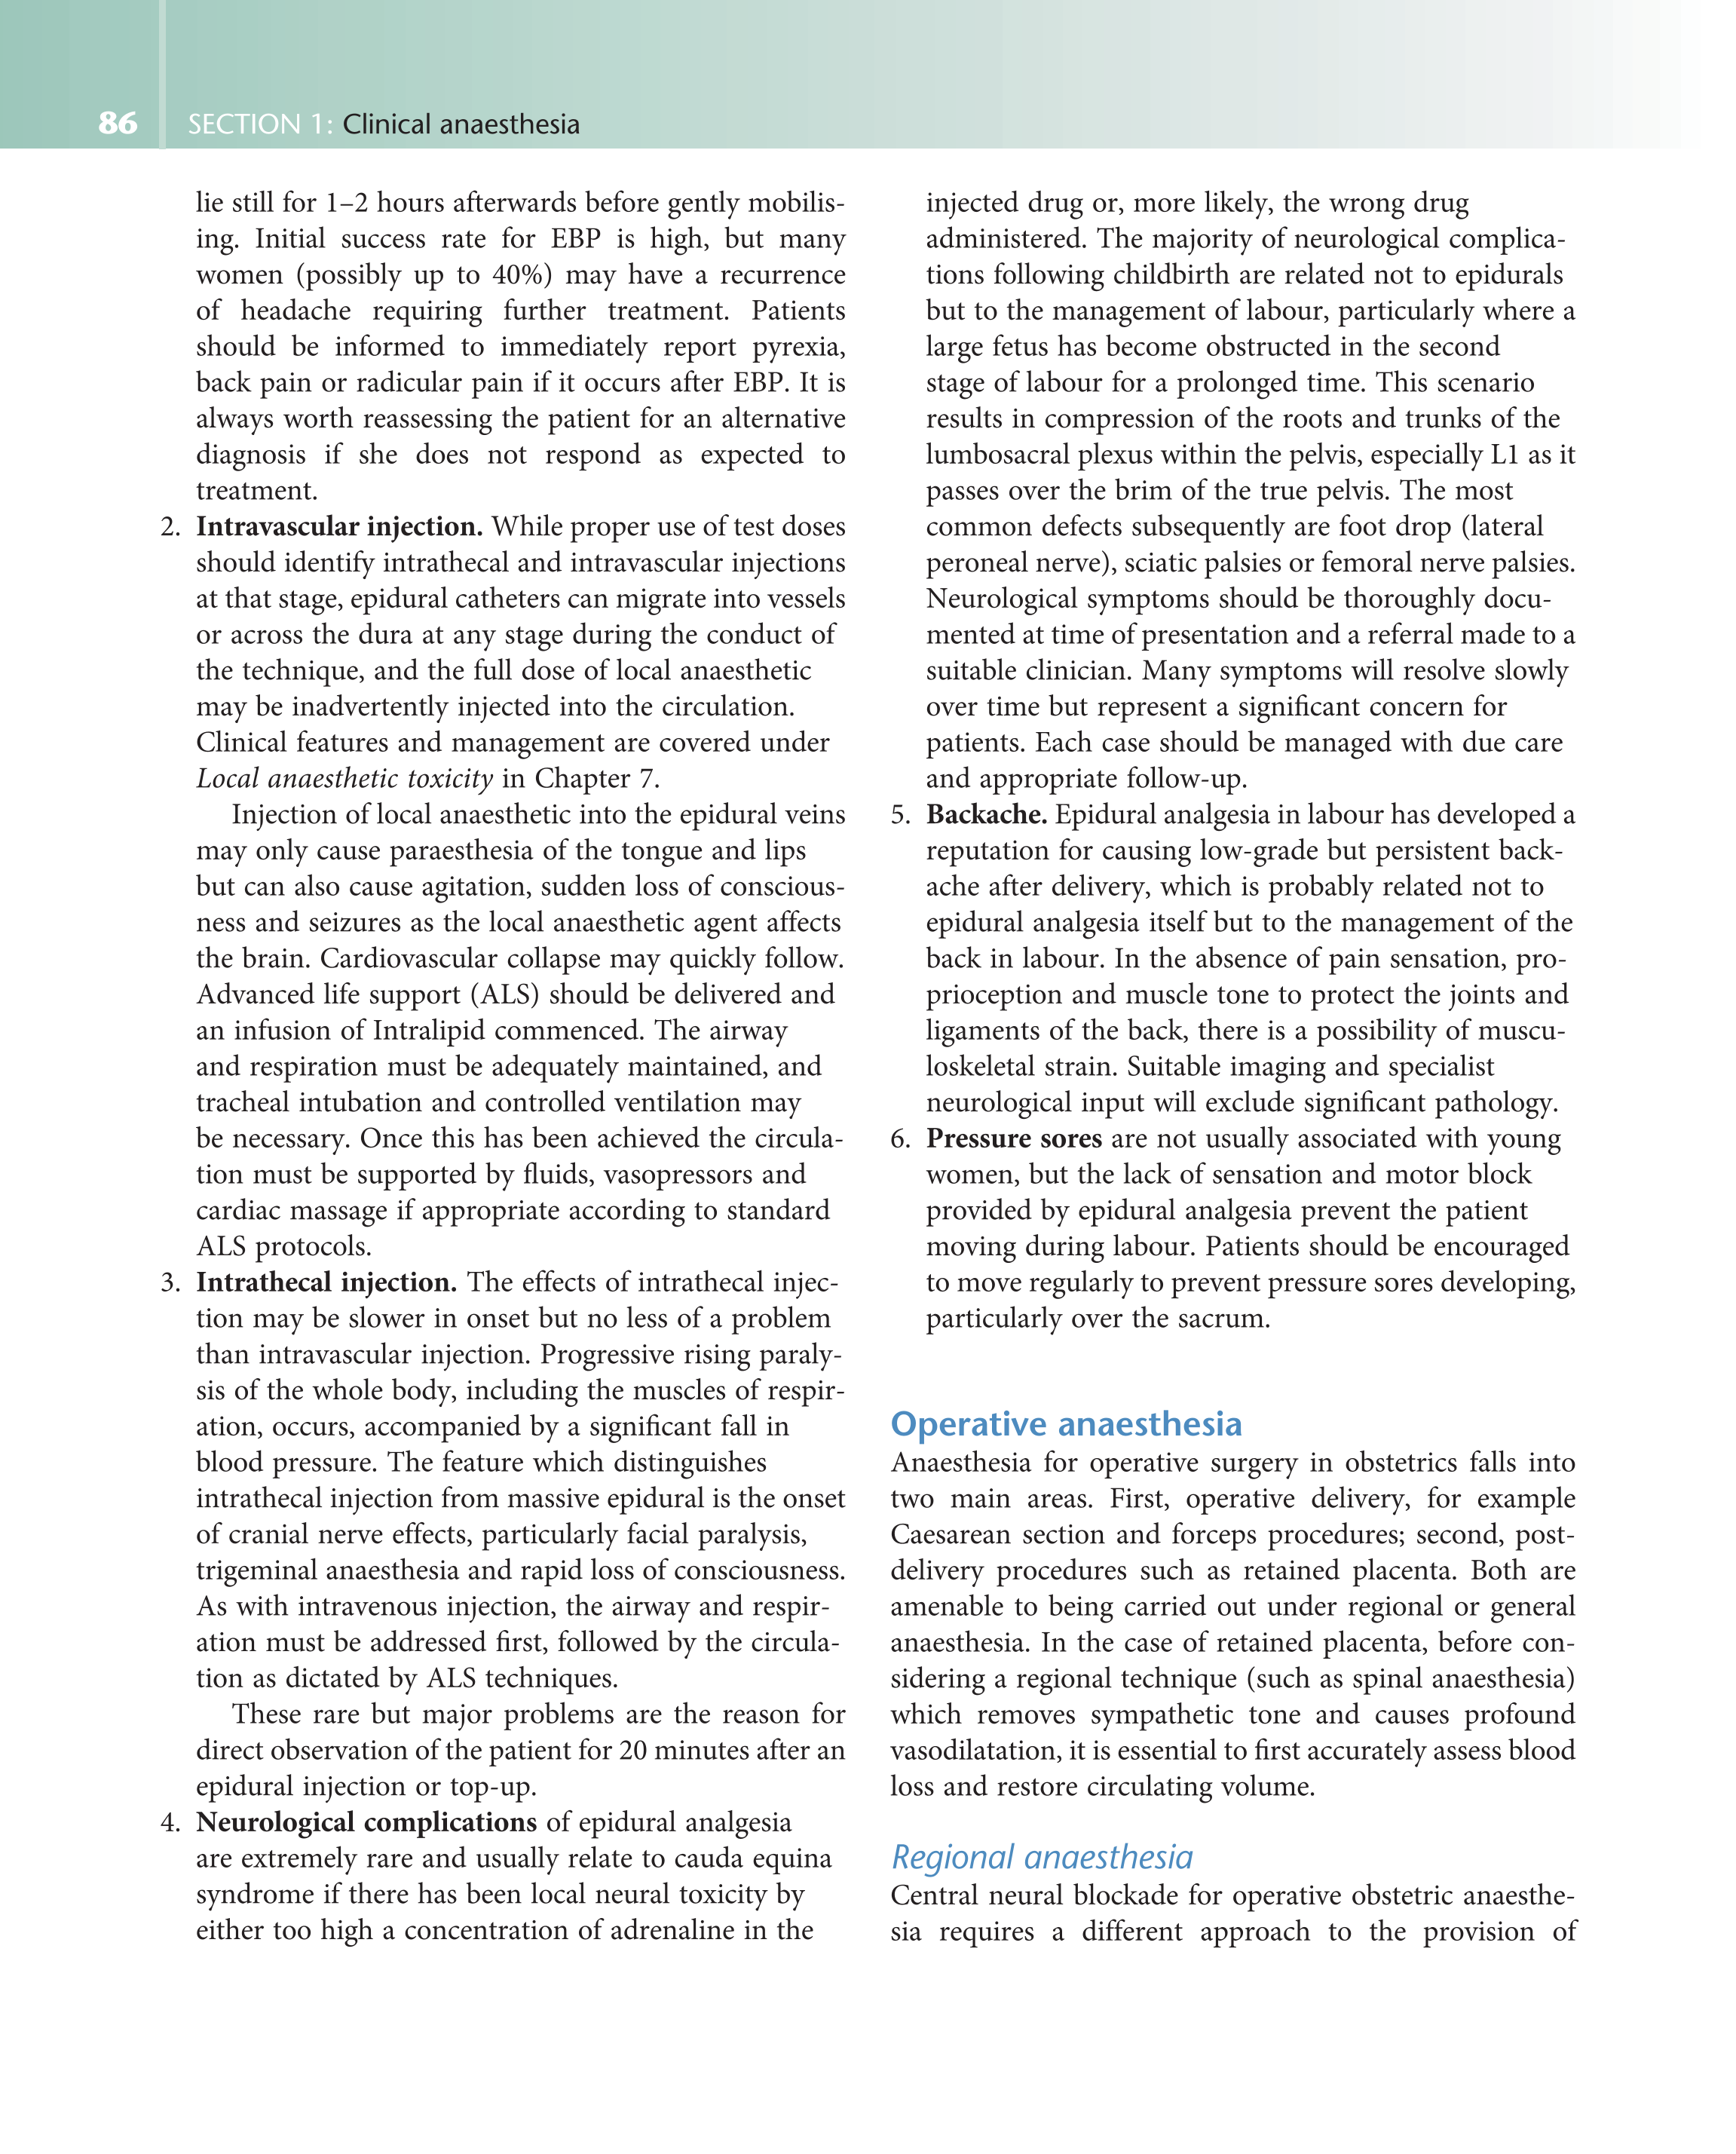 86 SECTION 1: Clinical anaesthesia
lie still for 1–2 hours afterwards before gently mobilis-
ing. Initial success rate for EBP is high, but many
women (possibly up to 40%) may have a recurrence
of headache requiring further treatment. Patients
should be informed to immediately report pyrexia,
back pain or radicular pain if it occurs after EBP. It is
always worth reassessing the patient for an alternative
diagnosis if she does not respond as expected to
treatment.
2. Intravascular injection. While proper use of test doses
should identify intrathecal and intravascular injections
at that stage, epidural catheters can migrate into vessels
or across the dura at any stage during the conduct of
the technique, and the full dose of local anaesthetic
may be inadvertently injected into the circulation.
Clinical features and management are covered under
Local anaesthetic toxicity in Chapter 7.
Injection of local anaesthetic into the epidural veins
may only cause paraesthesia of the tongue and lips
but can also cause agitation, sudden loss of conscious-
ness and seizures as the local anaesthetic agent affects
the brain. Cardiovascular collapse may quickly follow.
Advanced life support (ALS) should be delivered and
an infusion of Intralipid commenced. The airway
and respiration must be adequately maintained, and
tracheal intubation and controlled ventilation may
be necessary. Once this has been achieved the circula-
tion must be supported by fluids, vasopressors and
cardiac massage if appropriate according to standard
ALS protocols.
3. Intrathecal injection. The effects of intrathecal injec-
tion may be slower in onset but no less of a problem
than intravascular injection. Progressive rising paraly-
sis of the whole body, including the muscles of respir-
ation, occurs, accompanied by a significant fall in
blood pressure. The feature which distinguishes
intrathecal injection from massive epidural is the onset
of cranial nerve effects, particularly facial paralysis,
trigeminal anaesthesia and rapid loss of consciousness.
As with intravenous injection, the airway and respir-
ation must be addressed first, followed by the circula-
tion as dictated by ALS techniques.
These rare but major problems are the reason for
direct observation of the patient for 20 minutes after an
epidural injection or top-up.
4. Neurological complications of epidural analgesia
are extremely rare and usually relate to cauda equina
syndrome if there has been local neural toxicity by
either too high a concentration of adrenaline in the
injected drug or, more likely, the wrong drug
administered. The majority of neurological complica-
tions following childbirth are related not to epidurals
but to the management of labour, particularly where a
large fetus has become obstructed in the second
stage of labour for a prolonged time. This scenario
results in compression of the roots and trunks of the
lumbosacral plexus within the pelvis, especially L1 as it
passes over the brim of the true pelvis. The most
common defects subsequently are foot drop (lateral
peroneal nerve), sciatic palsies or femoral nerve palsies.
Neurological symptoms should be thoroughly docu-
mented at time of presentation and a referral made to a
suitable clinician. Many symptoms will resolve slowly
over time but represent a significant concern for
patients. Each case should be managed with due care
and appropriate follow-up.
5. Backache. Epidural analgesia in labour has developed a
reputation for causing low-grade but persistent back-
ache after delivery, which is probably related not to
epidural analgesia itself but to the management of the
back in labour. In the absence of pain sensation, pro-
prioception and muscle tone to protect the joints and
ligaments of the back, there is a possibility of muscu-
loskeletal strain. Suitable imaging and specialist
neurological input will exclude significant pathology.
6. Pressure sores are not usually associated with young
women, but the lack of sensation and motor block
provided by epidural analgesia prevent the patient
moving during labour. Patients should be encouraged
to move regularly to prevent pressure sores developing,
particularly over the sacrum.
Operative anaesthesia
Anaesthesia for operative surgery in obstetrics falls into
two main areas. First, operative delivery, for example
Caesarean section and forceps procedures; second, post-
delivery procedures such as retained placenta. Both are
amenable to being carried out under regional or general
anaesthesia. In the case of retained placenta, before con-
sidering a regional technique (such as spinal anaesthesia)
which removes sympathetic tone and causes profound
vasodilatation, it is essential to first accurately assess blood
loss and restore circulating volume.
Regional anaesthesia
Central neural blockade for operative obstetric anaesthe-
sia requires a different approach to the provision of